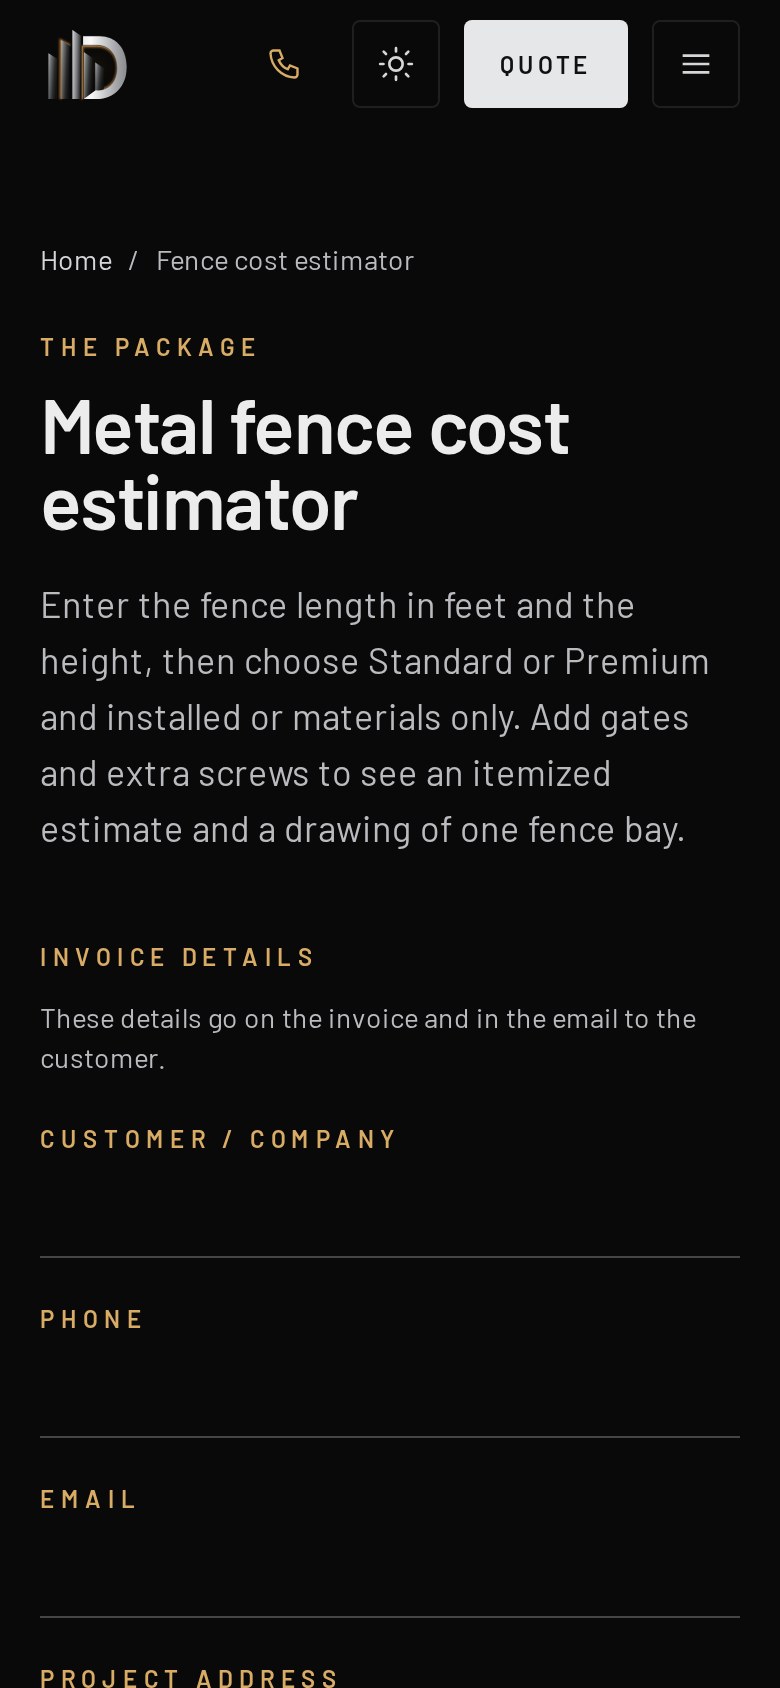 QUOTE
Home / Fence cost estimator
THE PACKAGE
Metal fence cost
estimator
Enter the fence length in feet and the
height, then choose Standard or Premium
and installed or materials only. Add gates
and extra screws to see an itemized
estimate and a drawing of one fence bay.
INVOICE DETAILS
These details go on the invoice and in the email to the
customer.
CUSTOMER / COMPANY
PHONE
EMAIL
PROJECT ADDRESS